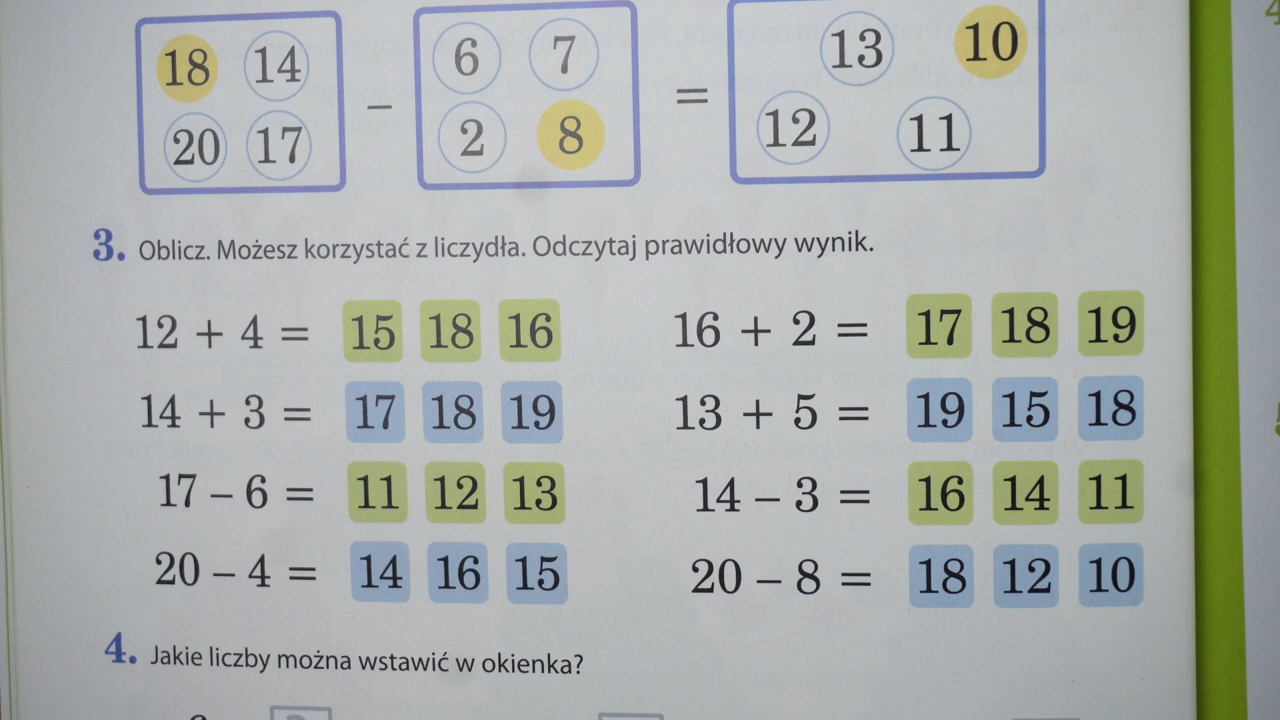 18 14 6 7 13 10
20 17 − 2 8 = 12 11
3. Oblicz. Możesz korzystać z liczydła. Odczytaj prawidłowy wynik.
12 + 4 = 15 18 16 16 + 2 = 17 18 19
14 + 3 = 17 18 19 13 + 5 = 19 15 18
17 − 6 = 11 12 13 14 − 3 = 16 14 11
20 − 4 = 14 16 15 20 − 8 = 18 12 10
4. Jakie liczby można wstawić w okienka?